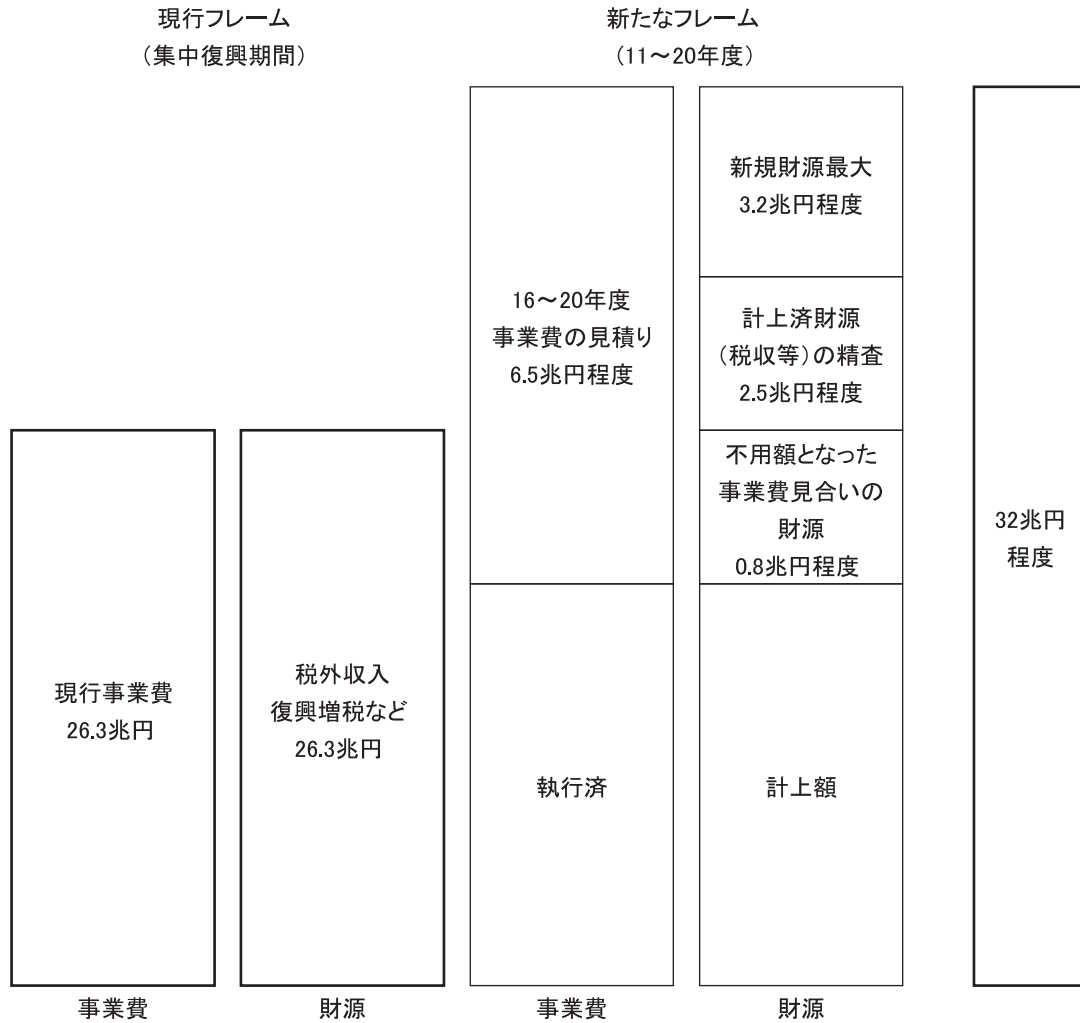 現行フレーム
（集中復興期間）
新たなフレーム
（11～20年度）
現行事業費
26.3兆円
税外収入
復興増税など
26.3兆円
16～20年度
事業費の見積り
6.5兆円程度
執行済
新規財源最大
3.2兆円程度
計上済財源
（税収等）の精査
2.5兆円程度
不用額となった
事業費見合いの
財源
0.8兆円程度
計上額
32兆円
程度
事業費
財源
事業費
財源